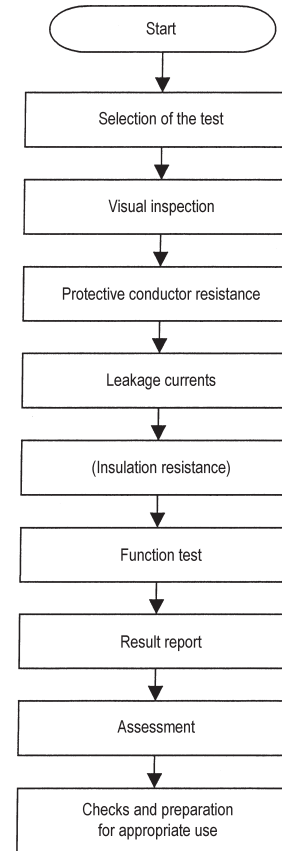 Start
Selection of the test
Visual inspection
Protective conductor resistance
Leakage currents
(Insulation resistance)
Function test
Result report
Assessment
Checks and preparation
for appropriate use